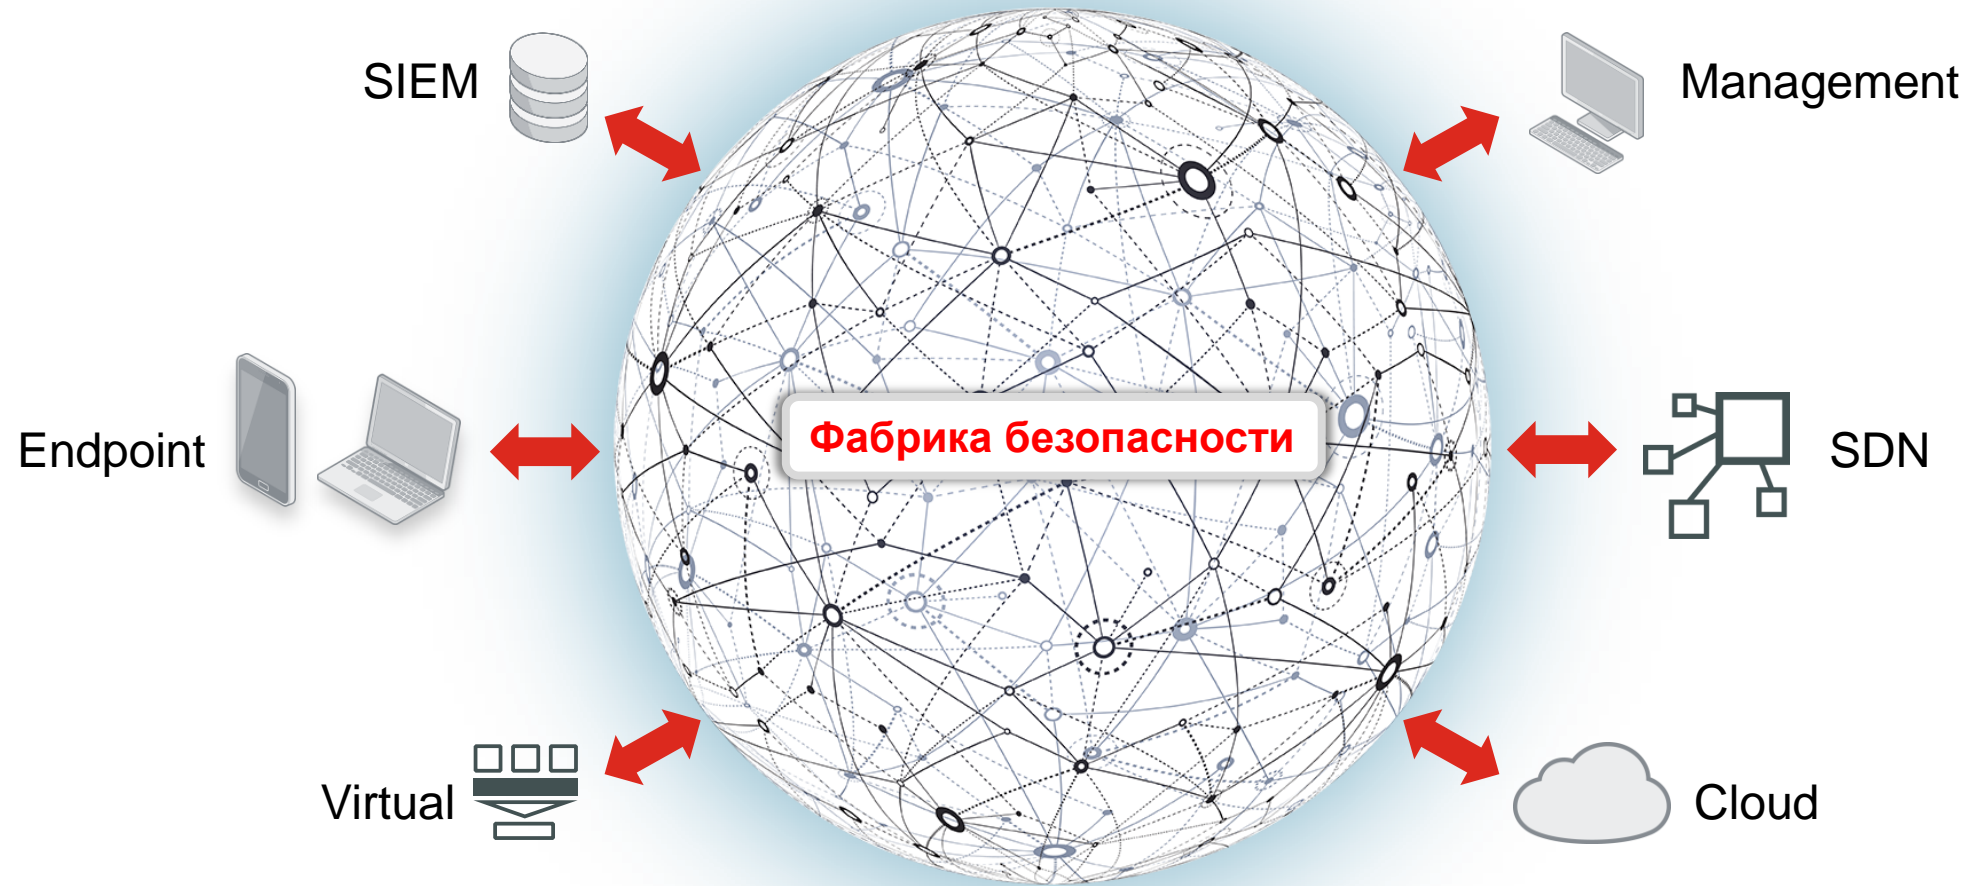 SIEM
Management
Endpoint
Фабрика безопасности
SDN
Virtual
Cloud